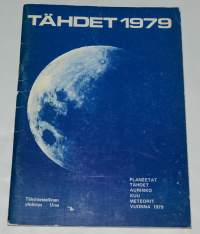 TÄHDET 1979
PLANEETAT
TÄHDET
AURINKO
KUU
METEORIT
VUONNA 1979
Tähtitieteellinen
yhdistys Ursa